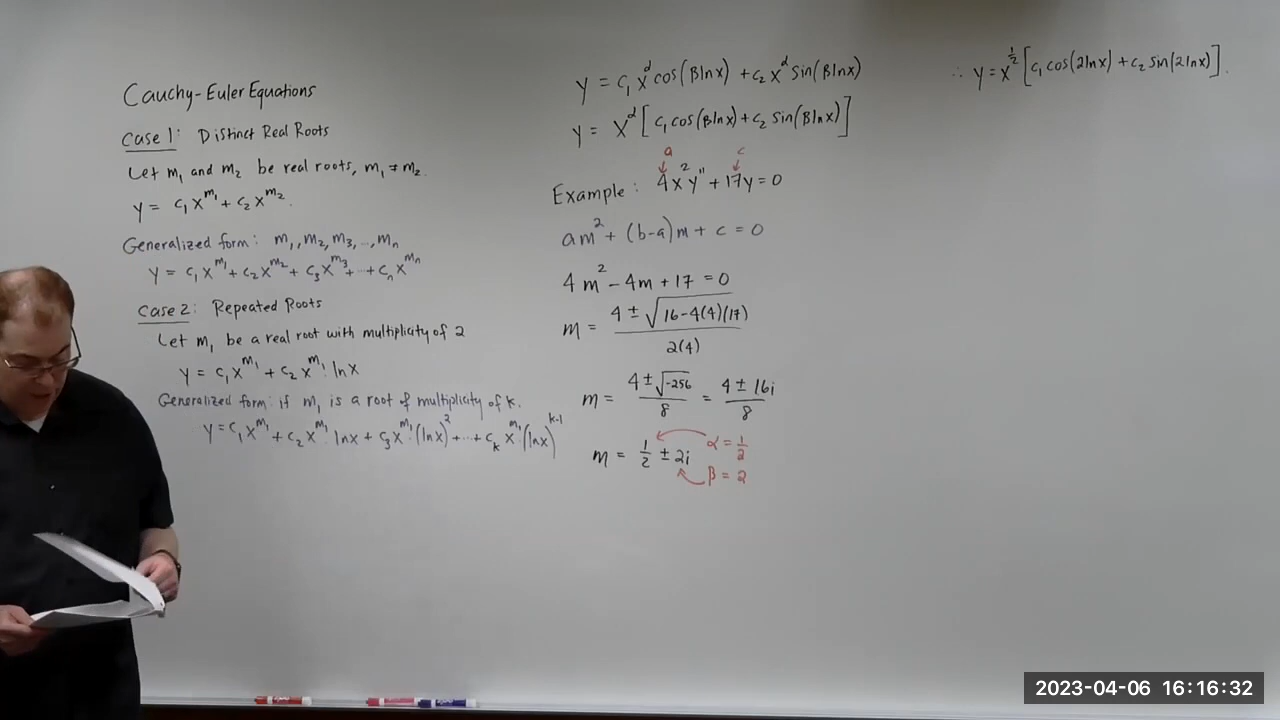 Cauchy-Euler Equations
Case 1: Distinct Real Roots
Let m₁ and m₂ be real roots, m₁ ≠ m₂.
y = c₁x^m₁ + c₂x^m₂.
Generalized form: m₁, m₂, m₃, ..., mₙ
y = c₁x^m₁ + c₂x^m₂ + c₃x^m₃ + ... + cₙx^mₙ
Case 2: Repeated Roots
Let m₁ be a real root with multiplicity of 2
y = c₁x^m₁ + c₂x^m₁ · ln x
Generalized form: if m₁ is a root of multiplicity of k.
y = c₁x^m₁ + c₂x^m₁ · ln x + c₃x^m₁ · (ln x)² + ... + cₖ x^m₁ · (ln x)^k-1
y = c₁x^α cos(β ln x) + c₂x^α sin(β ln x)
y = x^α [c₁ cos(β ln x) + c₂ sin(β ln x)]
a c
Example: 4x²y'' + 17y = 0
am² + (b-a)m + c = 0
4m² - 4m + 17 = 0
m = (4 ± √(16-4(4)(17))) / 2(4)
m = (4 ± √-256) / 8 = (4 ± 16i) / 8
m = 1/2 ± 2i α = 1/2
β = 2
∴ y = x^1/2 [c₁ cos(2 ln x) + c₂ sin(2 ln x)].
2023-04-06 16:16:32